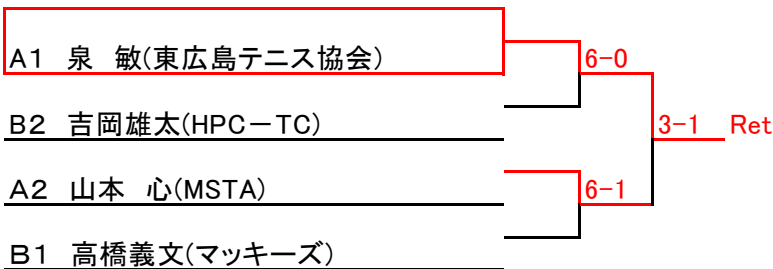 A1 泉 敏(東広島テニス協会)
6-0
B2 吉岡雄太(HPC－TC)
3-1 Ret
A2 山本 心(MSTA)
6-1
B1 高橋義文(マッキーズ)